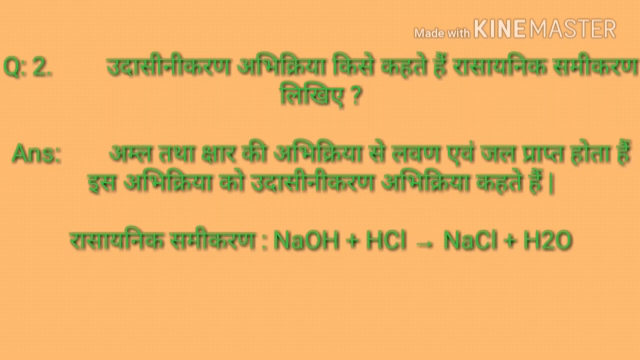 Made with KINEMASTER
Q: 2. उदासीनीकरण अभिक्रिया किसे कहते हैं रासायनिक समीकरण
लिखिए ?
Ans: अम्ल तथा क्षार की अभिक्रिया से लवण एवं जल प्राप्त होता हैं
इस अभिक्रिया को उदासीनीकरण अभिक्रिया कहते हैं |
रासायनिक समीकरण : NaOH + HCl → NaCl + H2O